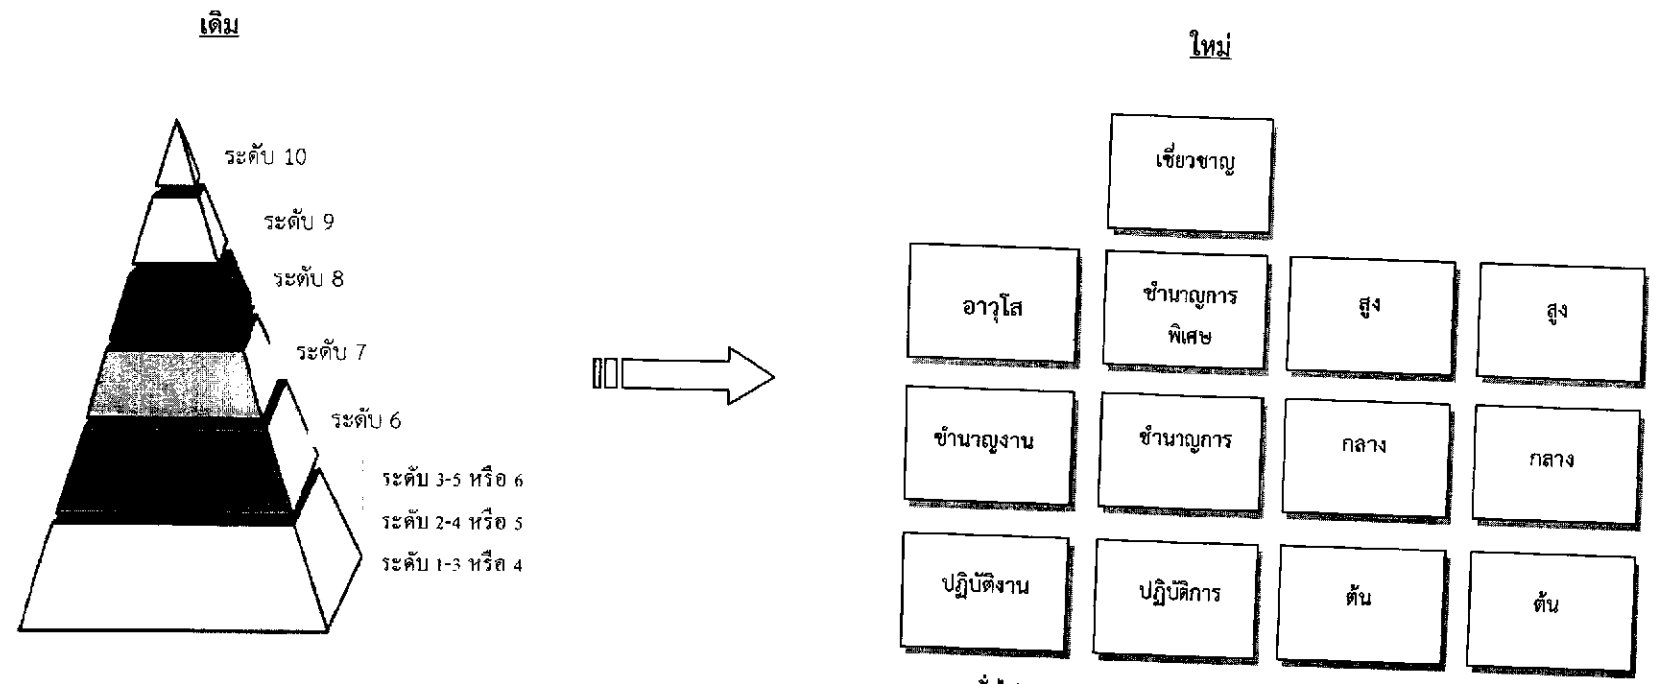 เดิม
ใหม่
ระดับ 10
ระดับ 9
ระดับ 8
ระดับ 7
ระดับ 6
ระดับ 3-5 หรือ 6
ระดับ 2-4 หรือ 5
ระดับ 1-3 หรือ 4
เชี่ยวชาญ
อาวุโส
ชำนาญการ
พิเศษ
สูง
สูง
ชำนาญงาน
ชำนาญการ
กลาง
กลาง
ปฏิบัติงาน
ปฏิบัติการ
ต้น
ต้น